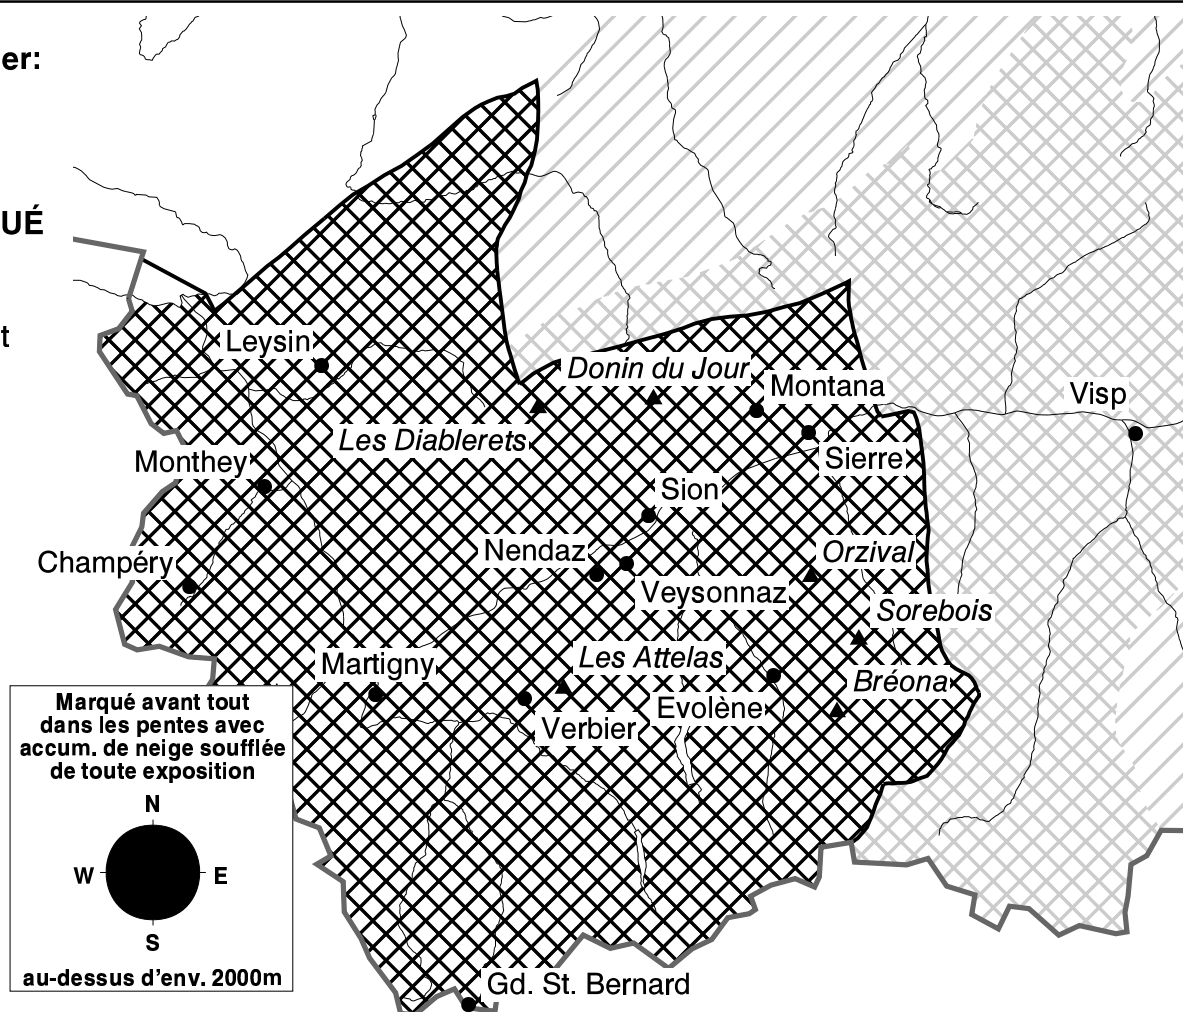 er:
UÉ
t
Leysin
Donin du Jour
Montana
Visp
Les Diablerets
Sierre
Monthey
Sion
Champéry
Nendaz
Orzival
Veysonnaz
Sorebois
Martigny
Les Attelas
Bréona
Evolène
Verbier
Marqué avant tout
dans les pentes avec
accum. de neige soufflée
de toute exposition
N
W E
S
au-dessus d'env. 2000m
Gd. St. Bernard